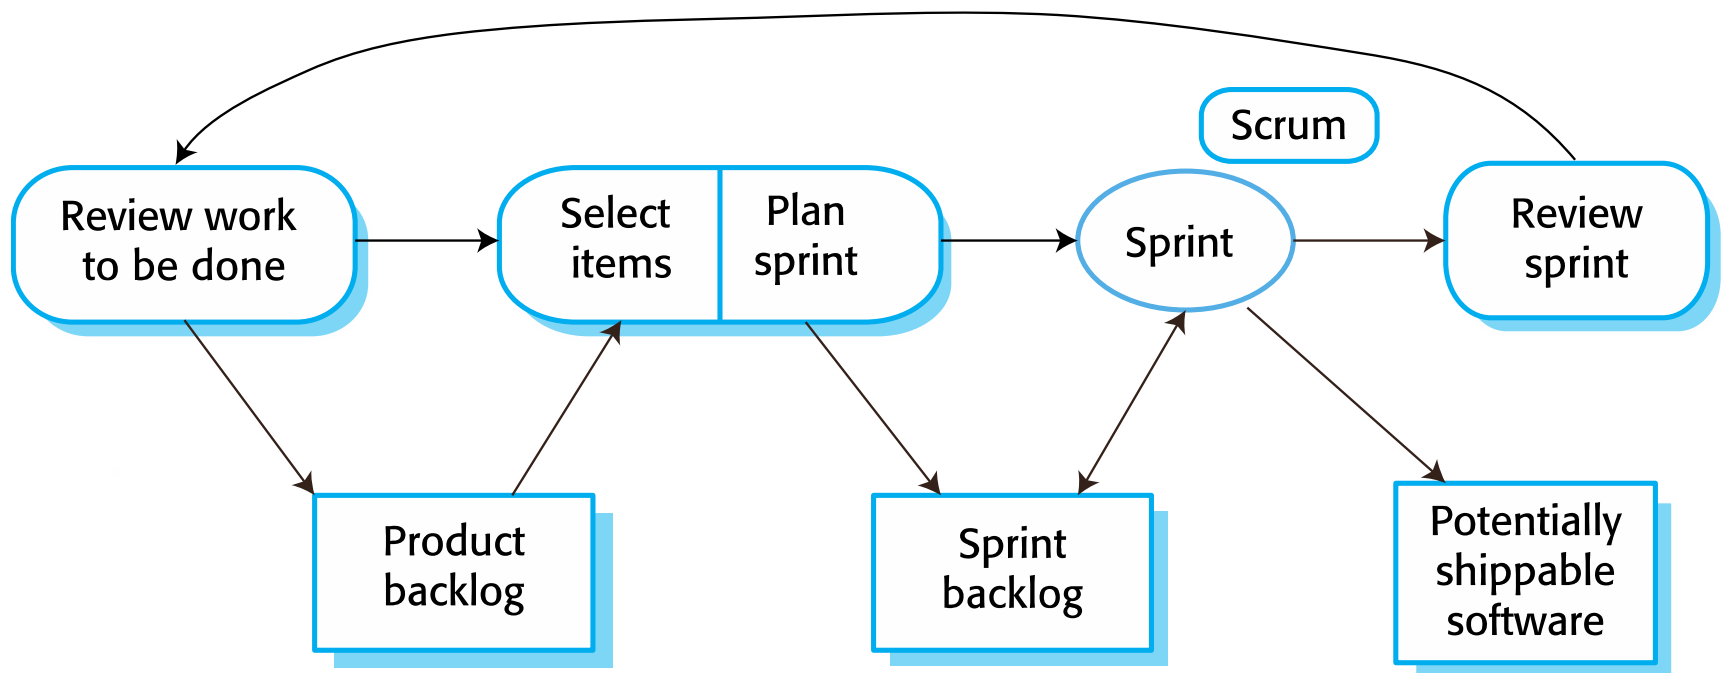 Scrum
Review work
to be done
Select
items
Plan
sprint
Sprint
Review
sprint
Product
backlog
Sprint
backlog
Potentially
shippable
software